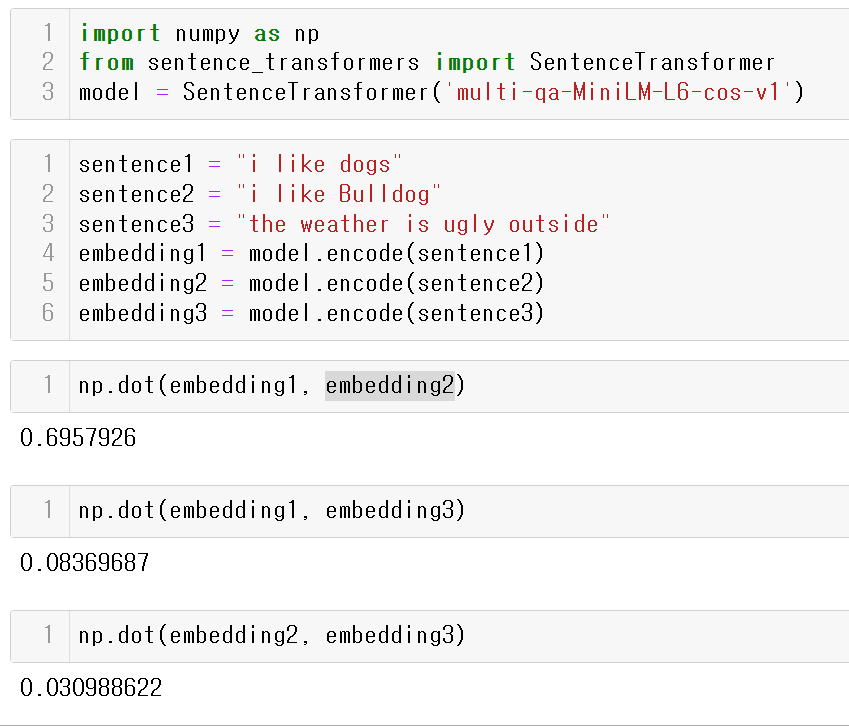 1 import numpy as np
2 from sentence_transformers import SentenceTransformer
3 model = SentenceTransformer('multi-qa-MiniLM-L6-cos-v1')
1 sentence1 = "i like dogs"
2 sentence2 = "i like Bulldog"
3 sentence3 = "the weather is ugly outside"
4 embedding1 = model.encode(sentence1)
5 embedding2 = model.encode(sentence2)
6 embedding3 = model.encode(sentence3)
1 np.dot(embedding1, embedding2)
0.6957926
1 np.dot(embedding1, embedding3)
0.08369687
1 np.dot(embedding2, embedding3)
0.030988622